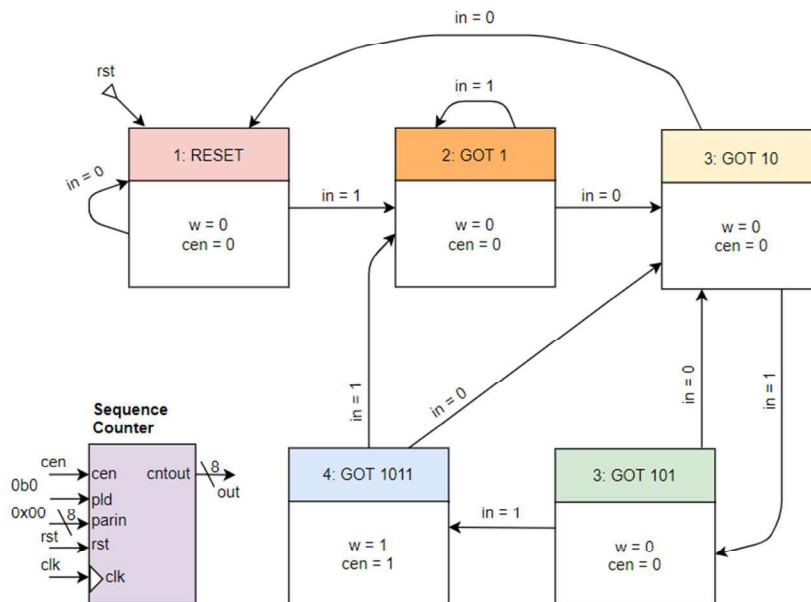 in = 0
rst
in = 1
1: RESET
2: GOT 1
3: GOT 10
in = 0
in = 1
in = 0
w = 0
cen = 0
w = 0
cen = 0
w = 0
cen = 0
in = 1
in = 0
in = 0
in = 1
Sequence
Counter
cen
cen
cntout
8
out
0b0
pld
0x00
8
parin
rst
rst
clk
clk
4: GOT 1011
in = 1
3: GOT 101
w = 1
cen = 1
w = 0
cen = 0